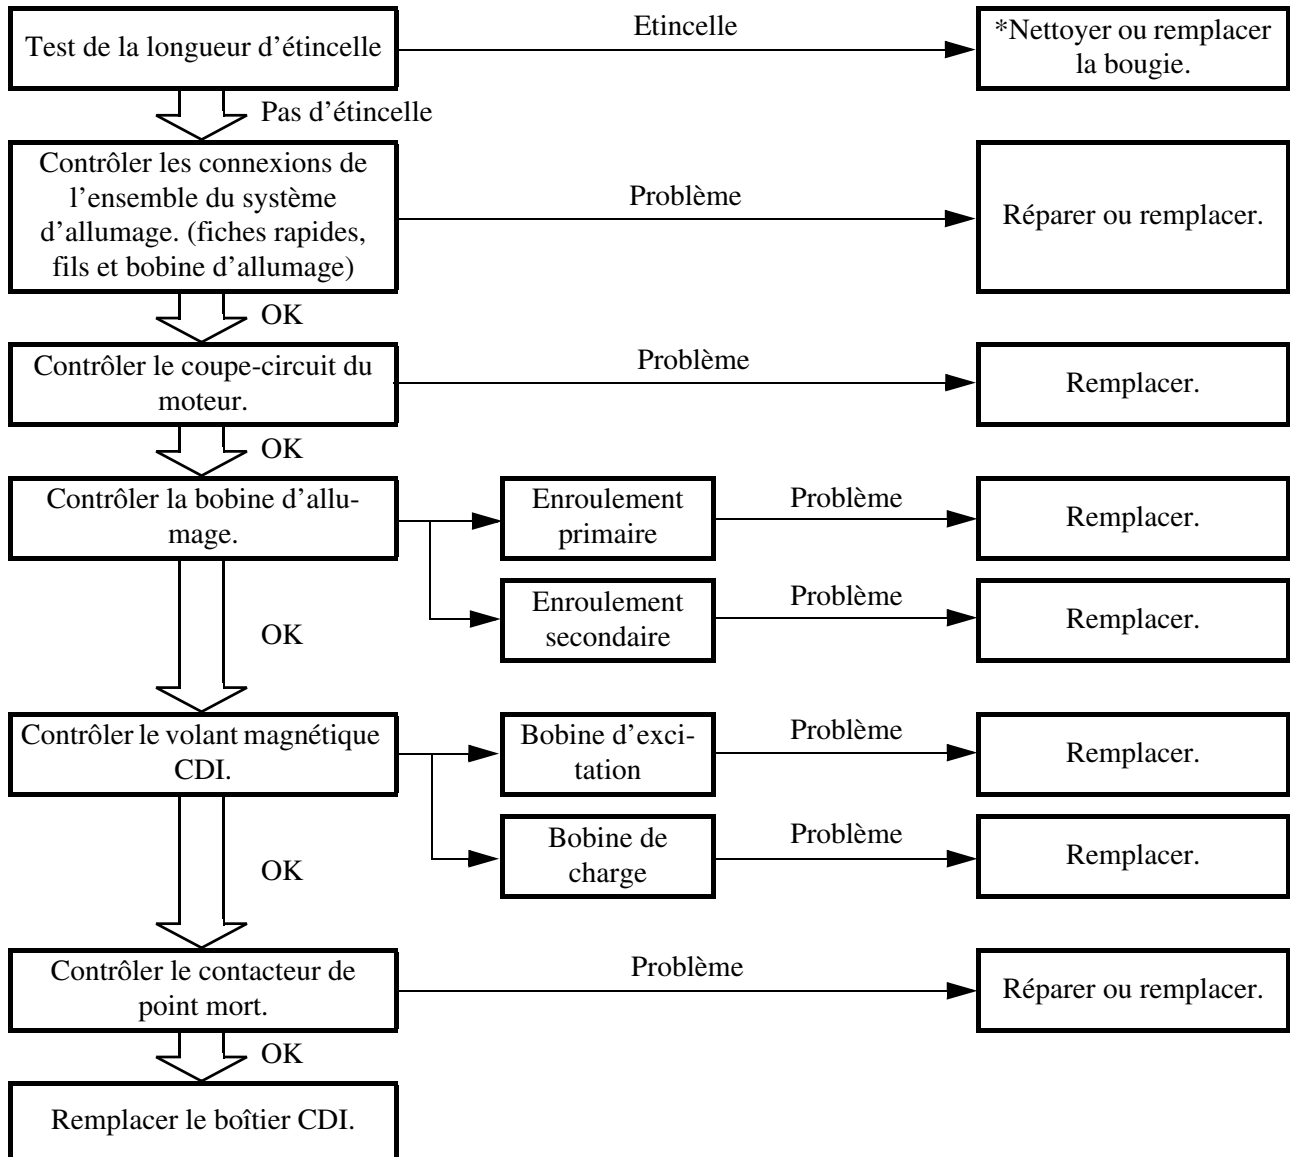 Test de la longueur d’étincelle
Etincelle
*Nettoyer ou remplacer
la bougie.
Pas d’étincelle
Contrôler les connexions de
l’ensemble du système
d’allumage. (fiches rapides,
fils et bobine d’allumage)
Problème
Réparer ou remplacer.
OK
Contrôler le coupe-circuit du
moteur.
Problème
Remplacer.
OK
Contrôler la bobine d’allu-
mage.
Enroulement
primaire
Problème
Remplacer.
Enroulement
secondaire
Problème
Remplacer.
OK
Contrôler le volant magnétique
CDI.
Bobine d’exci-
tation
Problème
Remplacer.
Bobine de
charge
Problème
Remplacer.
OK
Contrôler le contacteur de
point mort.
Problème
Réparer ou remplacer.
OK
Remplacer le boîtier CDI.